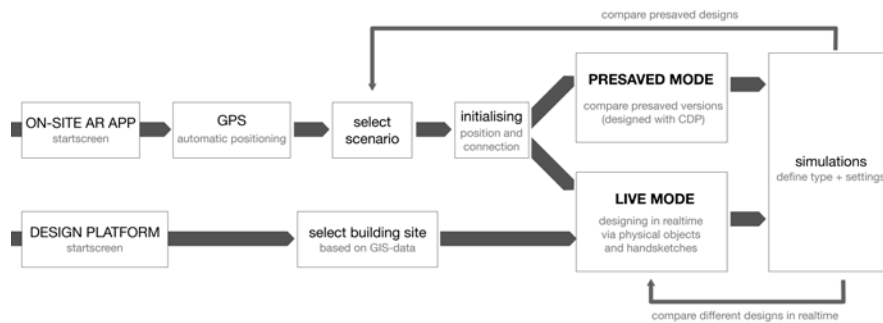 compare presaved designs
ON-SITE AR APP
startscreen
GPS
automatic positioning
select
scenario
initialising
position and
connection
PRESAVED MODE
compare presaved versions
(designed with CDP)
simulations
define type + settings
LIVE MODE
designing in realtime
via physical objects
and handsketches
DESIGN PLATFORM
startscreen
select building site
based on GIS-data
compare different designs in realtime